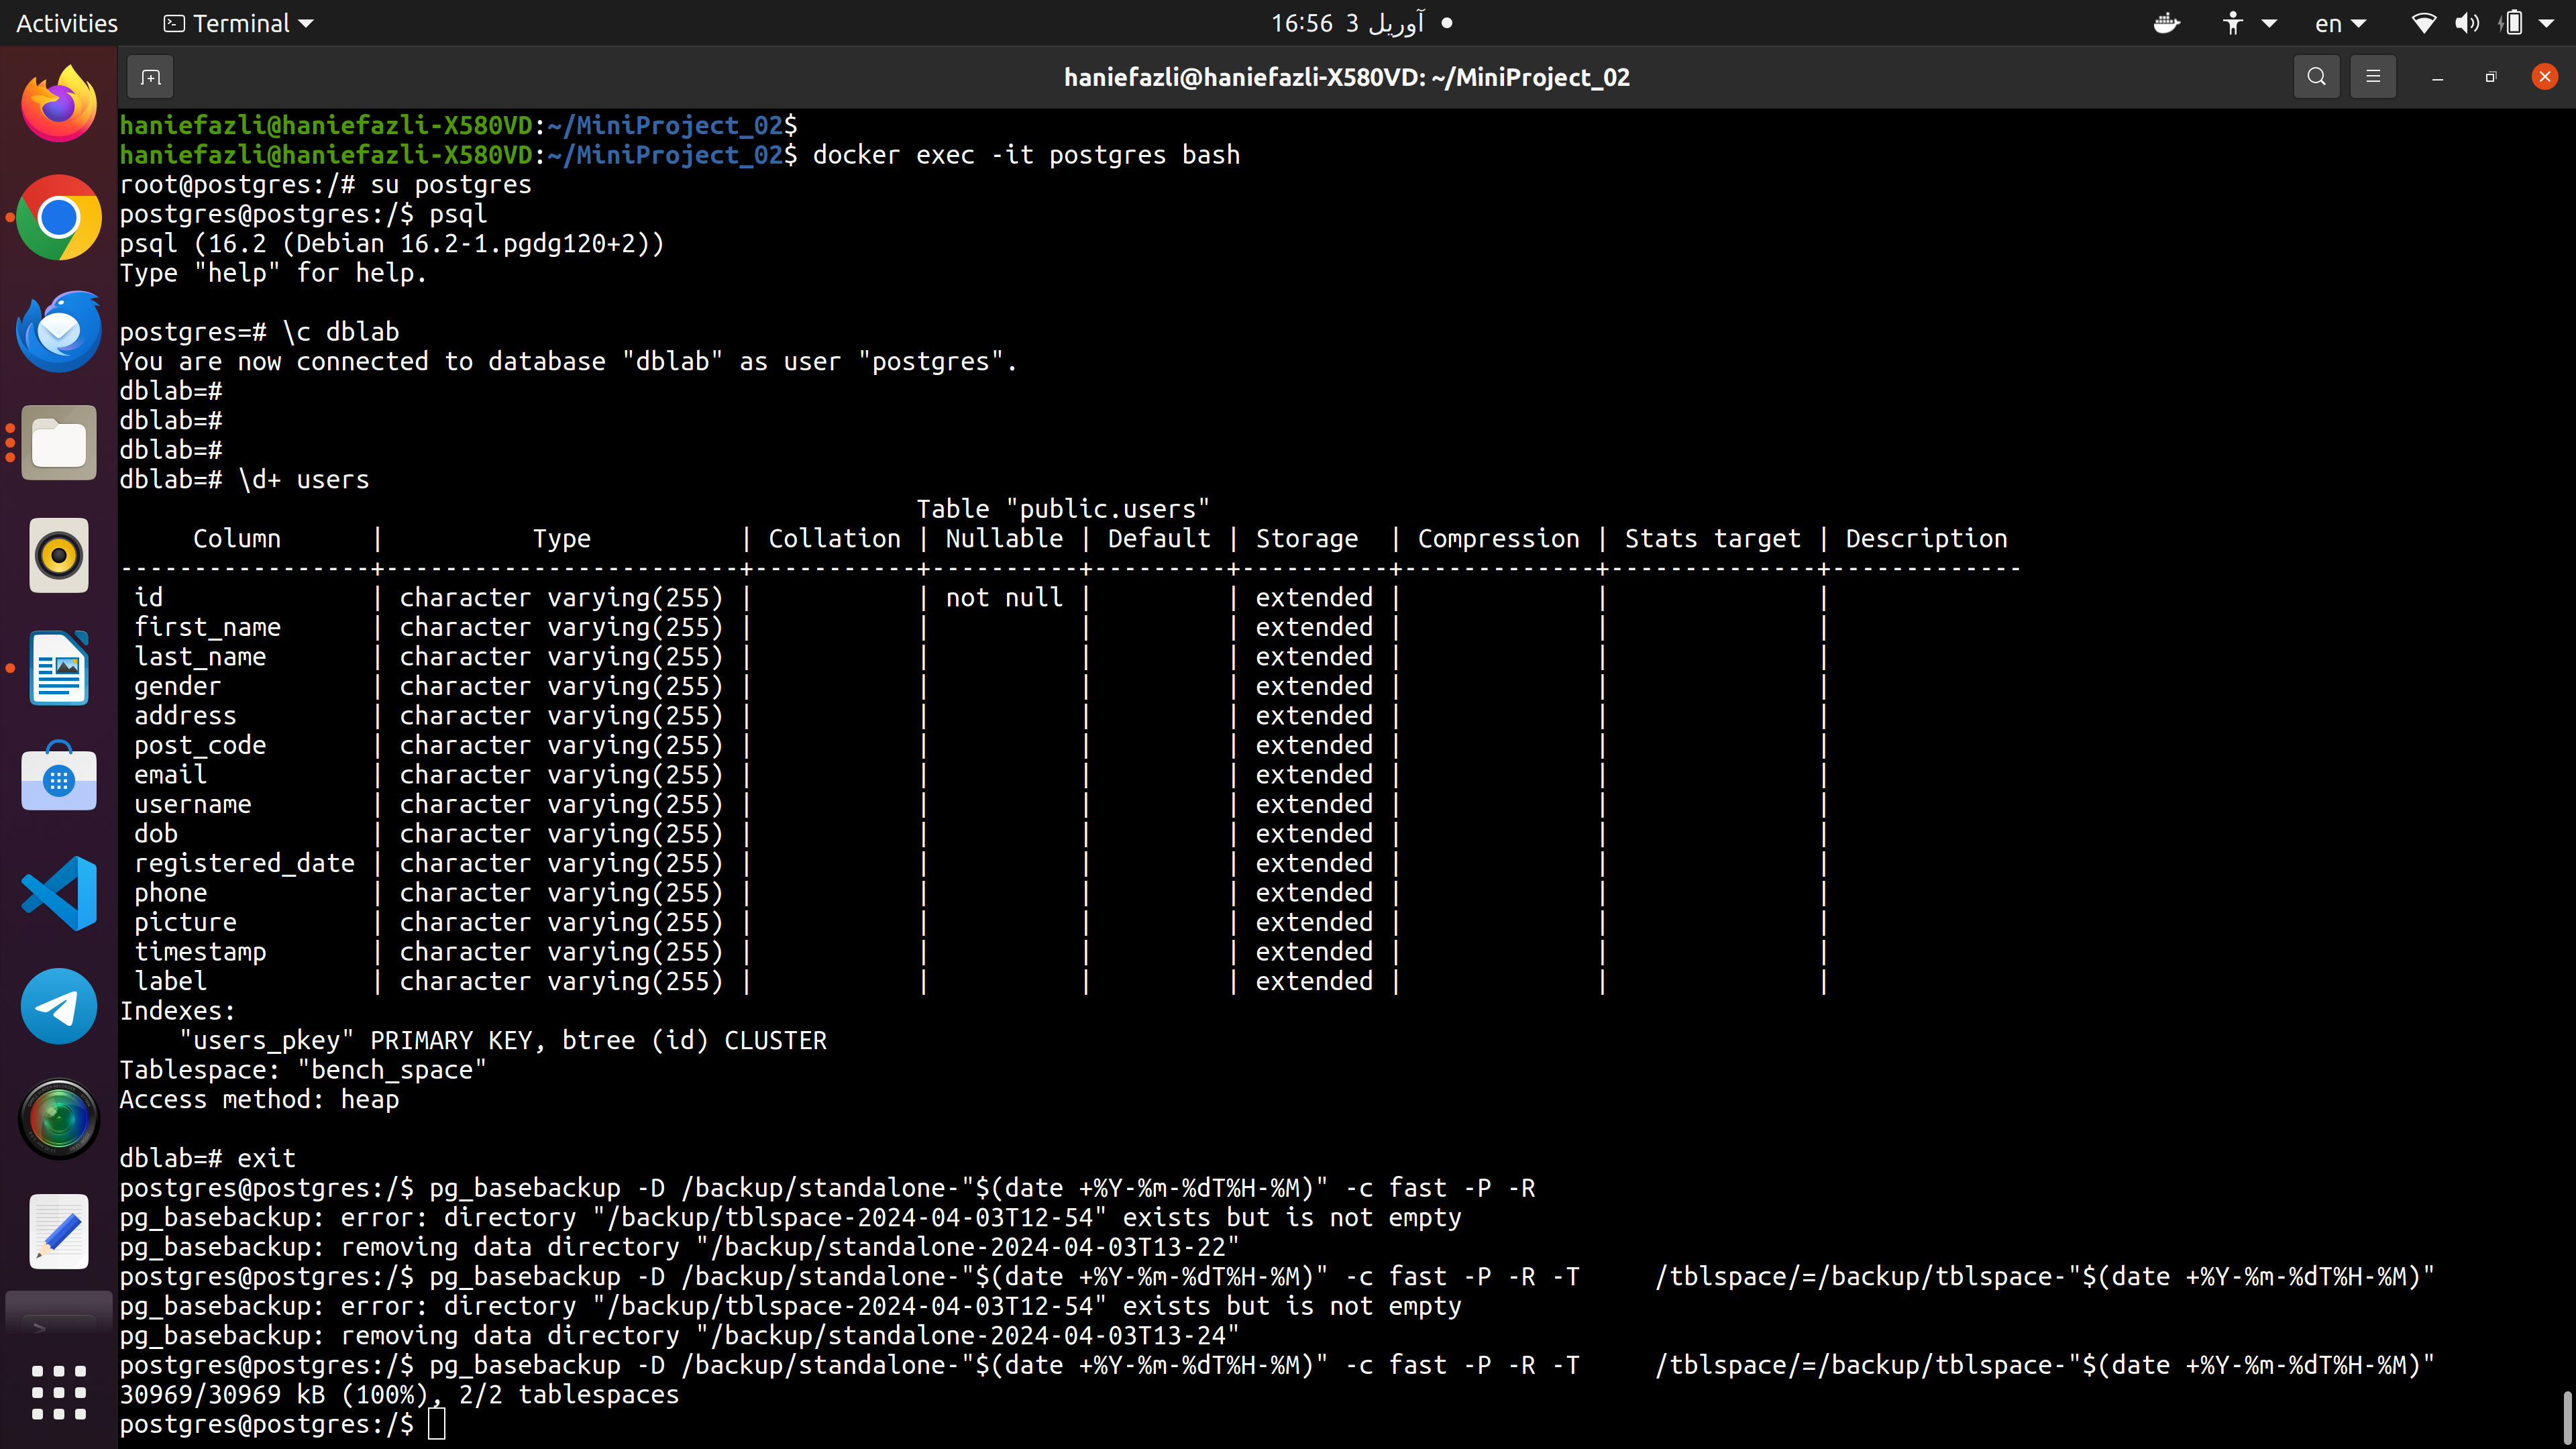 Activities Terminal 16:56 3 آوریل en
haniefazli@haniefazli-X580VD: ~/MiniProject_02
haniefazli@haniefazli-X580VD:~/MiniProject_02$
haniefazli@haniefazli-X580VD:~/MiniProject_02$ docker exec -it postgres bash
root@postgres:/# su postgres
postgres@postgres:/$ psql
psql (16.2 (Debian 16.2-1.pgdg120+2))
Type "help" for help.
postgres=# \c dblab
You are now connected to database "dblab" as user "postgres".
dblab=#
dblab=#
dblab=#
dblab=# \d+ users
Table "public.users"
Column | Type | Collation | Nullable | Default | Storage | Compression | Stats target | Description
-----------------+------------------------+-----------+----------+---------+----------+-------------+--------------+-------------
id | character varying(255) | | not null | | extended | | |
first_name | character varying(255) | | | | extended | | |
last_name | character varying(255) | | | | extended | | |
gender | character varying(255) | | | | extended | | |
address | character varying(255) | | | | extended | | |
post_code | character varying(255) | | | | extended | | |
email | character varying(255) | | | | extended | | |
username | character varying(255) | | | | extended | | |
dob | character varying(255) | | | | extended | | |
registered_date | character varying(255) | | | | extended | | |
phone | character varying(255) | | | | extended | | |
picture | character varying(255) | | | | extended | | |
timestamp | character varying(255) | | | | extended | | |
label | character varying(255) | | | | extended | | |
Indexes:
"users_pkey" PRIMARY KEY, btree (id) CLUSTER
Tablespace: "bench_space"
Access method: heap
dblab=# exit
postgres@postgres:/$ pg_basebackup -D /backup/standalone-"$(date +%Y-%m-%dT%H-%M)" -c fast -P -R
pg_basebackup: error: directory "/backup/tblspace-2024-04-03T12-54" exists but is not empty
pg_basebackup: removing data directory "/backup/standalone-2024-04-03T13-22"
postgres@postgres:/$ pg_basebackup -D /backup/standalone-"$(date +%Y-%m-%dT%H-%M)" -c fast -P -R -T     /tblspace/=/backup/tblspace-"$(date +%Y-%m-%dT%H-%M)"
pg_basebackup: error: directory "/backup/tblspace-2024-04-03T12-54" exists but is not empty
pg_basebackup: removing data directory "/backup/standalone-2024-04-03T13-24"
postgres@postgres:/$ pg_basebackup -D /backup/standalone-"$(date +%Y-%m-%dT%H-%M)" -c fast -P -R -T     /tblspace/=/backup/tblspace-"$(date +%Y-%m-%dT%H-%M)"
30969/30969 kB (100%), 2/2 tablespaces
postgres@postgres:/$